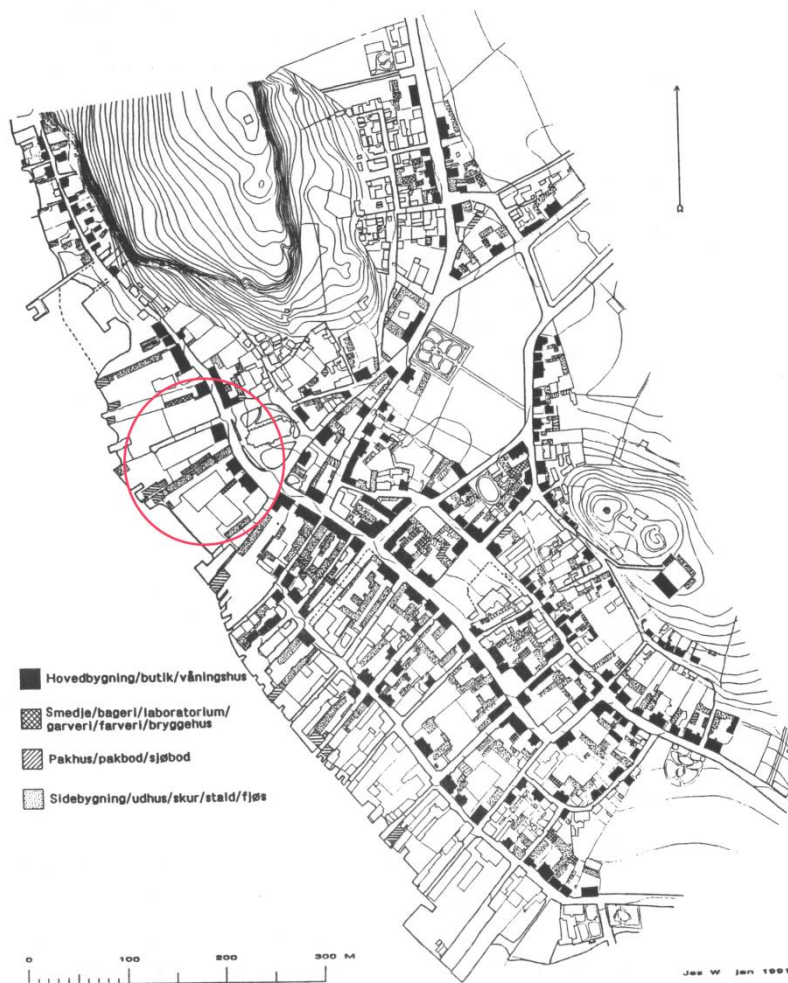 Hovedbygning/butik/våningshus
Smedje/bageri/laboratorium/
garveri/farveri/bryggehus
Pakhus/pakbod/sjøbod
Sidebygning/udhus/skur/stald/fjøs
0 100 200 300 M
Jes W jan 1991